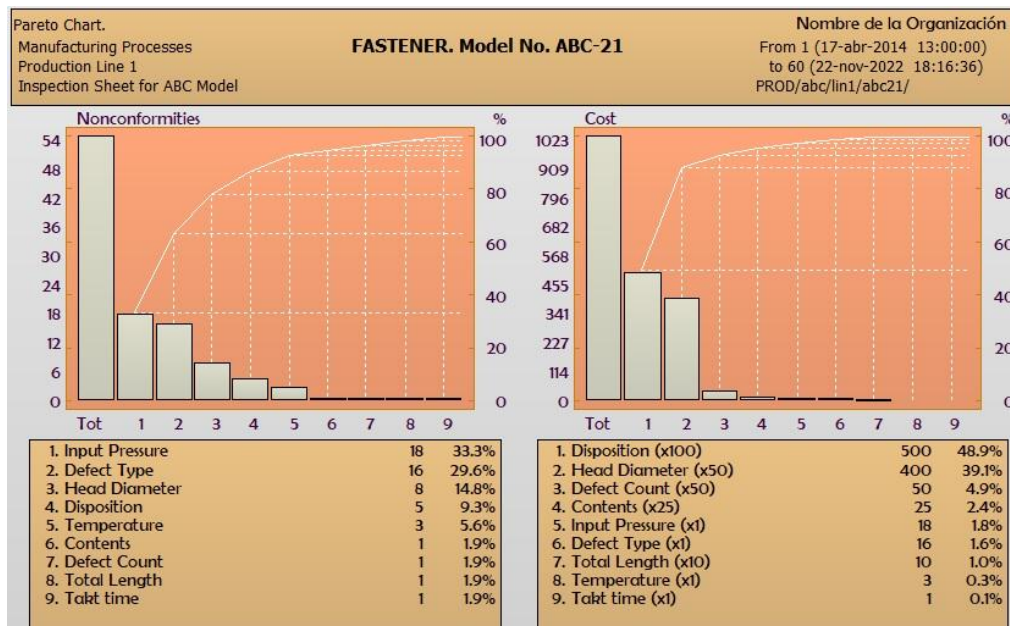 Pareto Chart.
Manufacturing Processes
Production Line 1
Inspection Sheet for ABC Model
FASTENER. Model No. ABC-21
Nombre de la Organización
From 1 (17-abr-2014 13:00:00)
to 60 (22-nov-2022 18:16:36)
PROD/abc/lin1/abc21/
Nonconformities %
54 100
48
42 80
36
30 60
24
18 40
12 20
6
0 0
Tot 1 2 3 4 5 6 7 8 9
1. Input Pressure 18 33.3%
2. Defect Type 16 29.6%
3. Head Diameter 8 14.8%
4. Disposition 5 9.3%
5. Temperature 3 5.6%
6. Contents 1 1.9%
7. Defect Count 1 1.9%
8. Total Length 1 1.9%
9. Takt time 1 1.9%
Cost %
1023 100
909
796 80
682
568 60
455
341 40
227 20
114
0 0
Tot 1 2 3 4 5 6 7 8 9
1. Disposition (x100) 500 48.9%
2. Head Diameter (x50) 400 39.1%
3. Defect Count (x50) 50 4.9%
4. Contents (x25) 25 2.4%
5. Input Pressure (x1) 18 1.8%
6. Defect Type (x1) 16 1.6%
7. Total Length (x10) 10 1.0%
8. Temperature (x1) 3 0.3%
9. Takt time (x1) 1 0.1%